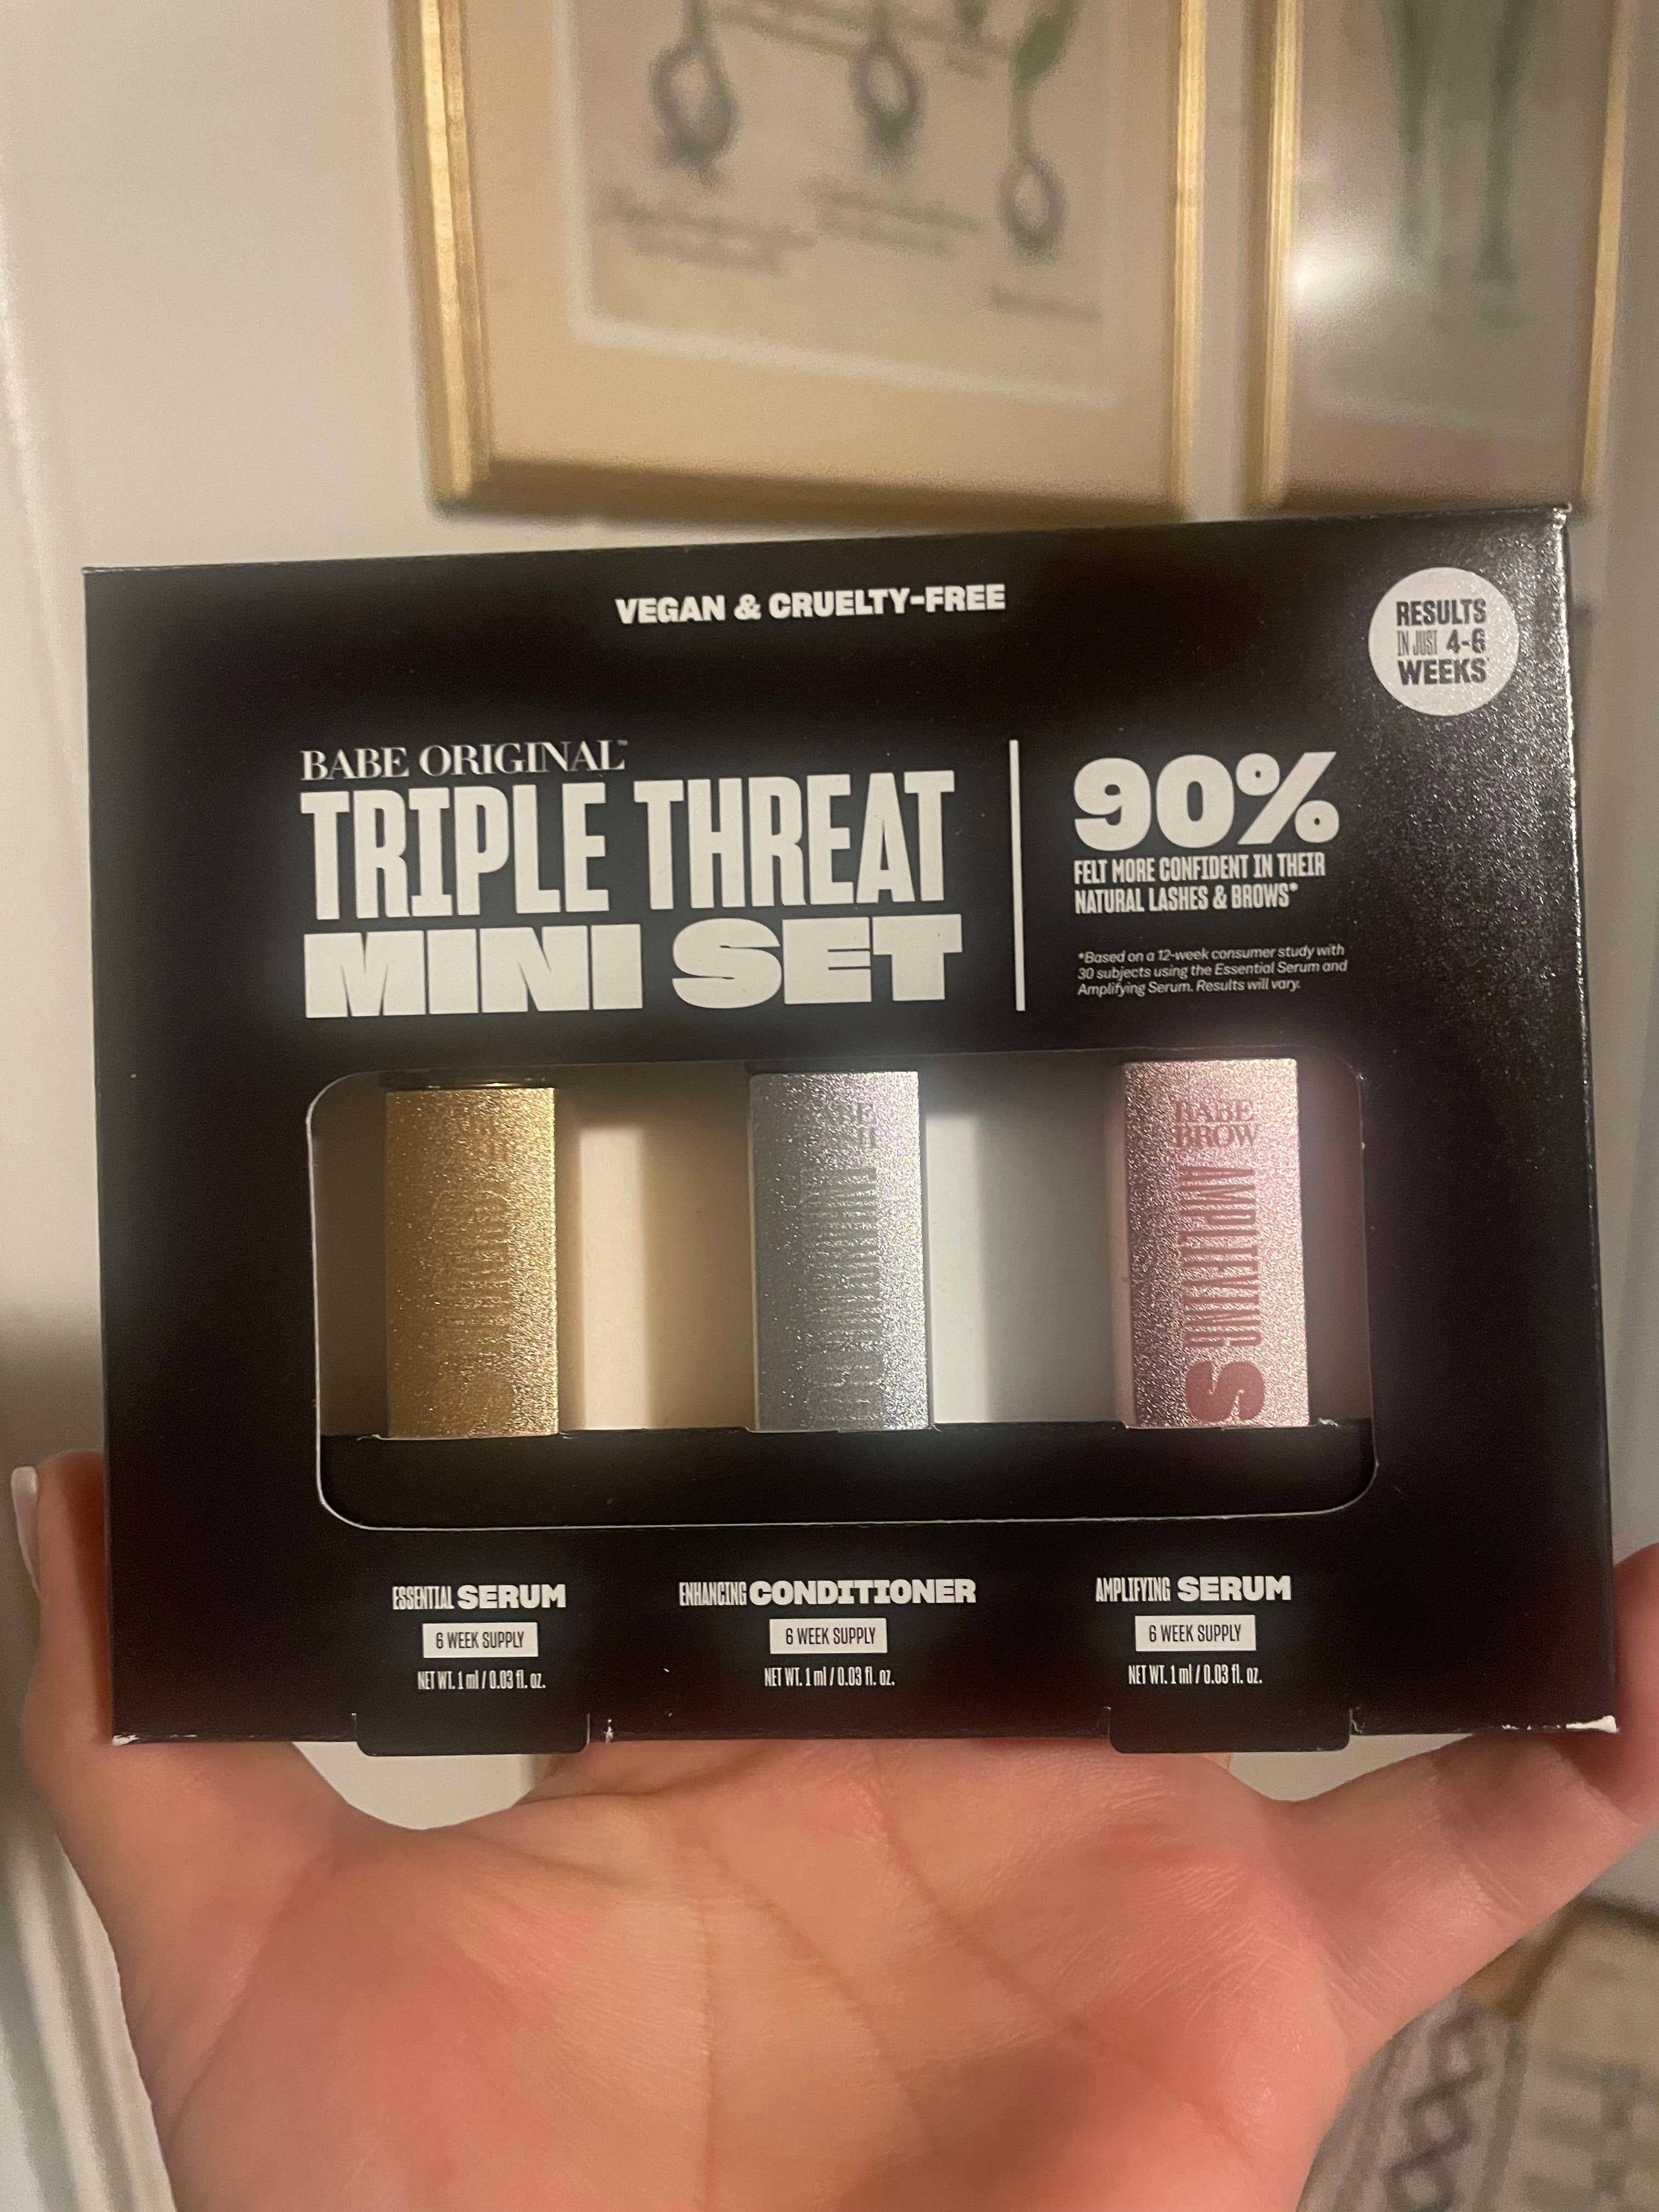 VEGAN & CRUELTY-FREE
RESULTS
IN JUST 4-6
WEEKS*
BABE ORIGINAL™
TRIPLE THREAT
MINI SET
90%
FELT MORE CONFIDENT IN THEIR
NATURAL LASHES & BROWS*
*Based on a 12-week consumer study with
30 subjects using the Essential Serum and
Amplifying Serum. Results will vary.
BABE
BROW
AMPLIFYING S
ESSENTIAL SERUM
6 WEEK SUPPLY
NET WT. 1 ml / 0.03 fl. oz.
ENHANCING CONDITIONER
6 WEEK SUPPLY
NET WT. 1 ml / 0.03 fl. oz.
AMPLIFYING SERUM
6 WEEK SUPPLY
NET WT. 1 ml / 0.03 fl. oz.